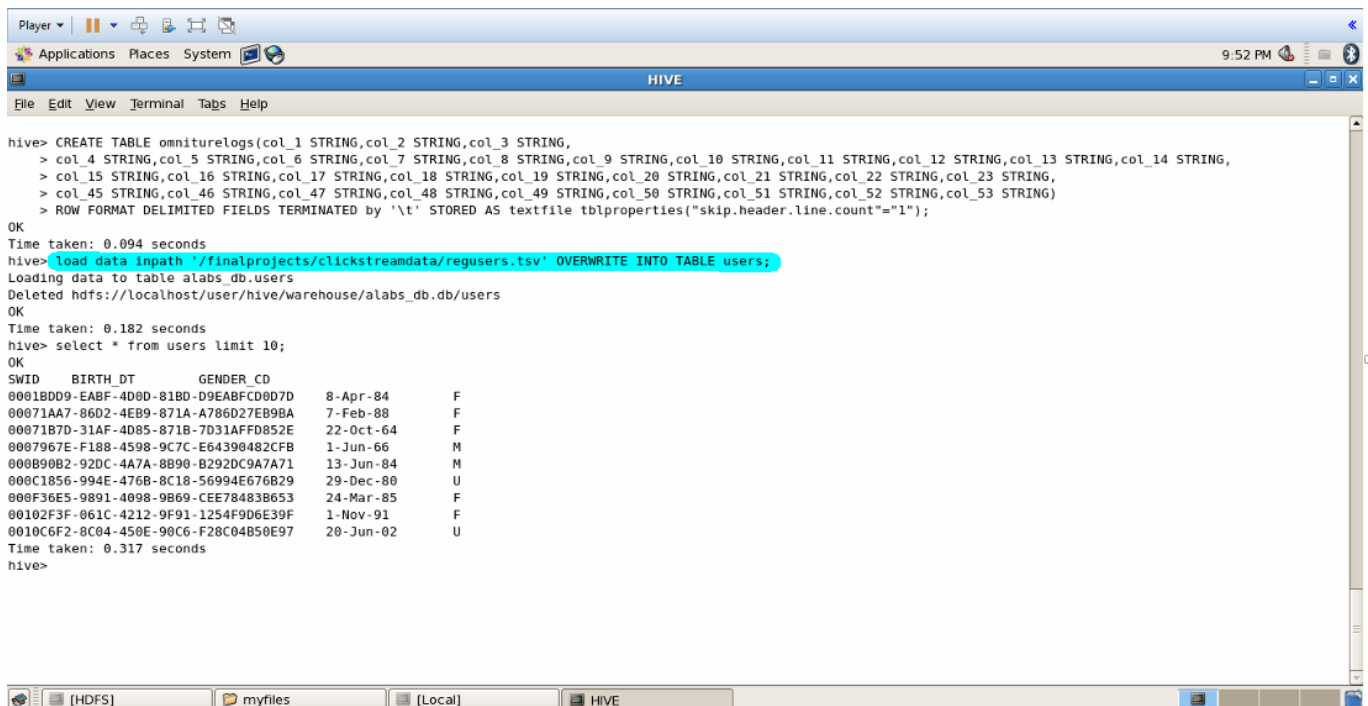 Player
«
Applications Places System
9:52 PM
HIVE
File Edit View Terminal Tabs Help
hive> CREATE TABLE omniturelogs(col_1 STRING,col_2 STRING,col_3 STRING,
> col_4 STRING,col_5 STRING,col_6 STRING,col_7 STRING,col_8 STRING,col_9 STRING,col_10 STRING,col_11 STRING,col_12 STRING,col_13 STRING,col_14 STRING,
> col_15 STRING,col_16 STRING,col_17 STRING,col_18 STRING,col_19 STRING,col_20 STRING,col_21 STRING,col_22 STRING,col_23 STRING,
> col_45 STRING,col_46 STRING,col_47 STRING,col_48 STRING,col_49 STRING,col_50 STRING,col_51 STRING,col_52 STRING,col_53 STRING)
> ROW FORMAT DELIMITED FIELDS TERMINATED by '\t' STORED AS textfile tblproperties("skip.header.line.count"="1");
OK
Time taken: 0.094 seconds
hive> load data inpath '/finalprojects/clickstreamdata/regusers.tsv' OVERWRITE INTO TABLE users;
Loading data to table alabs_db.users
Deleted hdfs://localhost/user/hive/warehouse/alabs_db.db/users
OK
Time taken: 0.182 seconds
hive> select * from users limit 10;
OK
SWID BIRTH_DT GENDER_CD
0001BDD9-EABF-4D0D-81BD-D9EABFCD0D7D 8-Apr-84 F
00071AA7-86D2-4EB9-871A-A786D27EB9BA 7-Feb-88 F
00071B7D-31AF-4D85-871B-7D31AFFD852E 22-Oct-64 F
0007967E-F188-4598-9C7C-E64390482CFB 1-Jun-66 M
000B90B2-92DC-4A7A-8B90-B292DC9A7A71 13-Jun-84 M
000C1856-994E-476B-8C18-56994E676B29 29-Dec-80 U
000F36E5-9891-4098-9B69-CEE78483B653 24-Mar-85 F
00102F3F-061C-4212-9F91-1254F9D6E39F 1-Nov-91 F
0010C6F2-8C04-450E-90C6-F28C04B50E97 20-Jun-02 U
Time taken: 0.317 seconds
hive>
[HDFS] myfiles [Local] HIVE